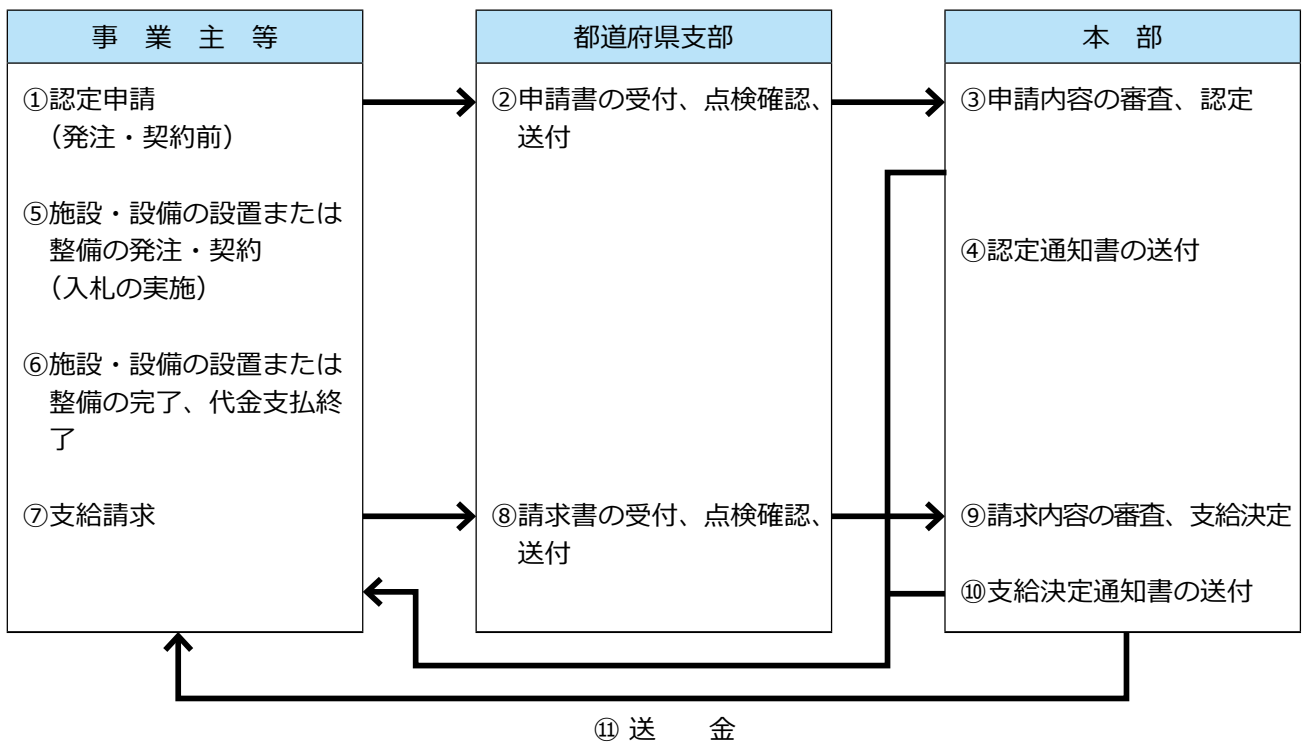 事　業　主　等
①認定申請
（発注・契約前）
⑤施設・設備の設置または
整備の発注・契約
（入札の実施）
⑥施設・設備の設置または
整備の完了、代金支払終
了
⑦支給請求
都道府県支部
②申請書の受付、点検確認、
送付
⑧請求書の受付、点検確認、
送付
本　部
③申請内容の審査、認定
④認定通知書の送付
⑨請求内容の審査、支給決定
⑩支給決定通知書の送付
⑪ 送　　金